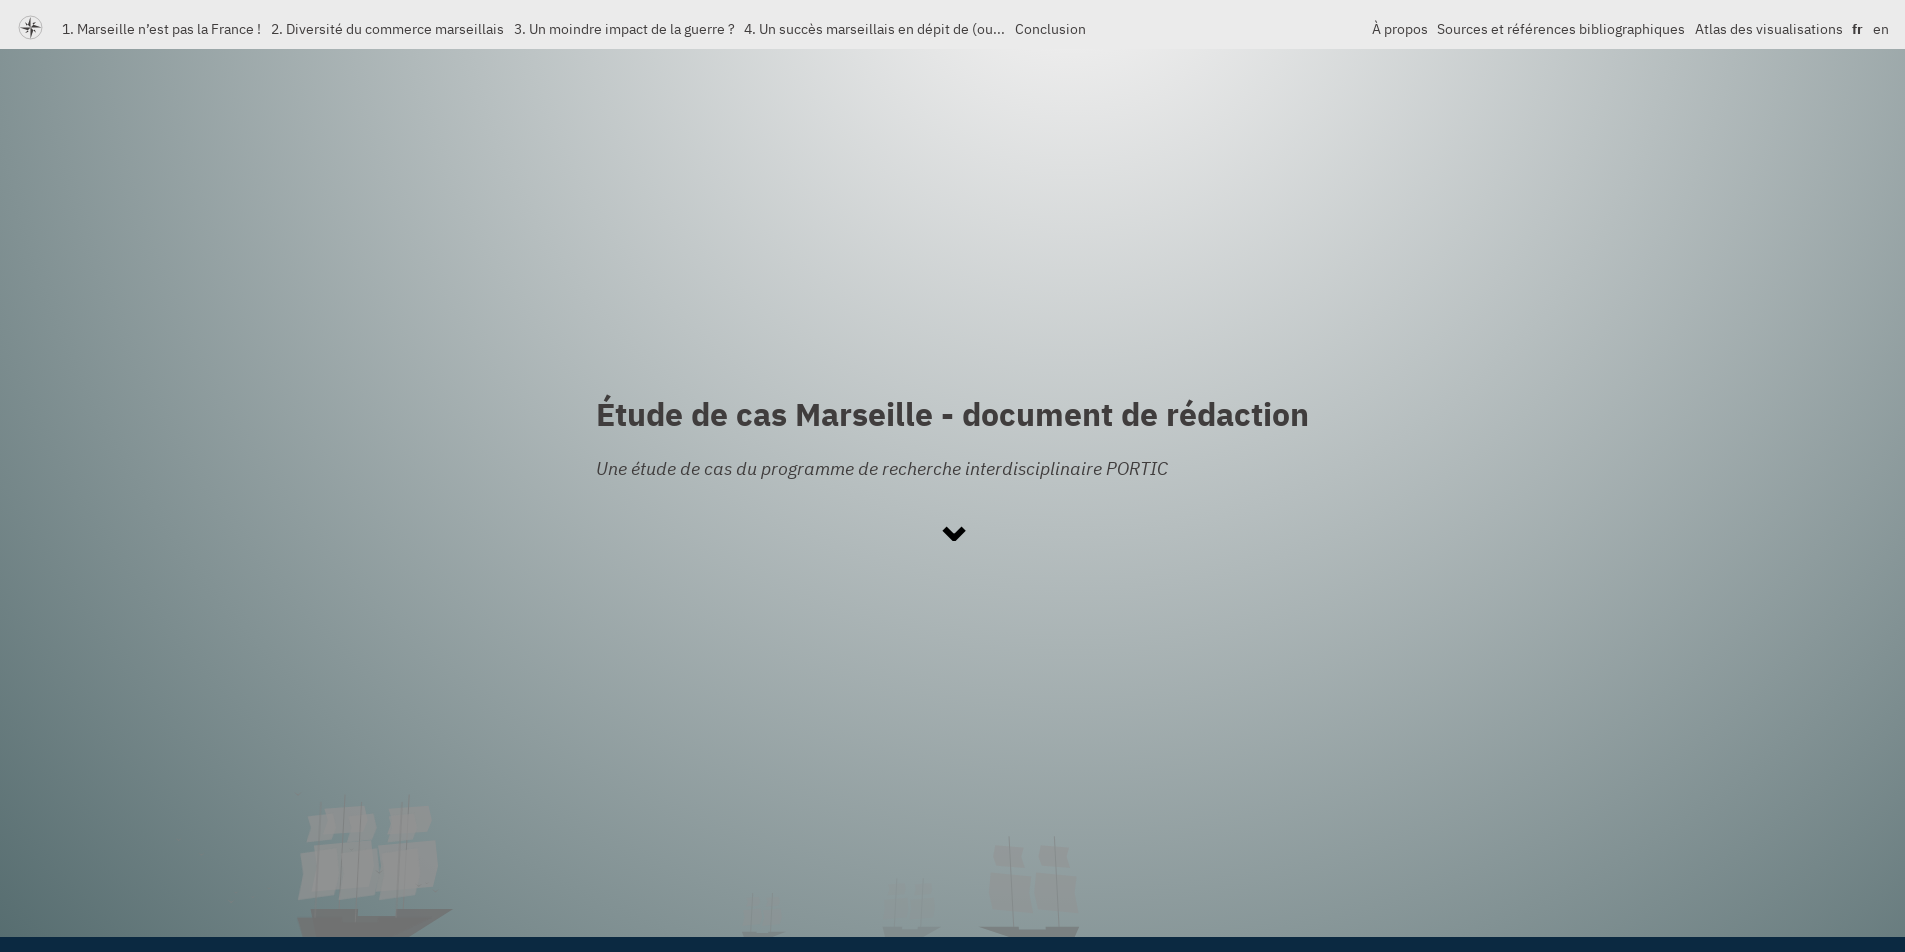 1. Marseille n’est pas la France ! 2. Diversité du commerce marseillais 3. Un moindre impact de la guerre ? 4. Un succès marseillais en dépit de (ou... Conclusion À propos Sources et références bibliographiques Atlas des visualisations fr en
Étude de cas Marseille - document de rédaction
Une étude de cas du programme de recherche interdisciplinaire PORTIC